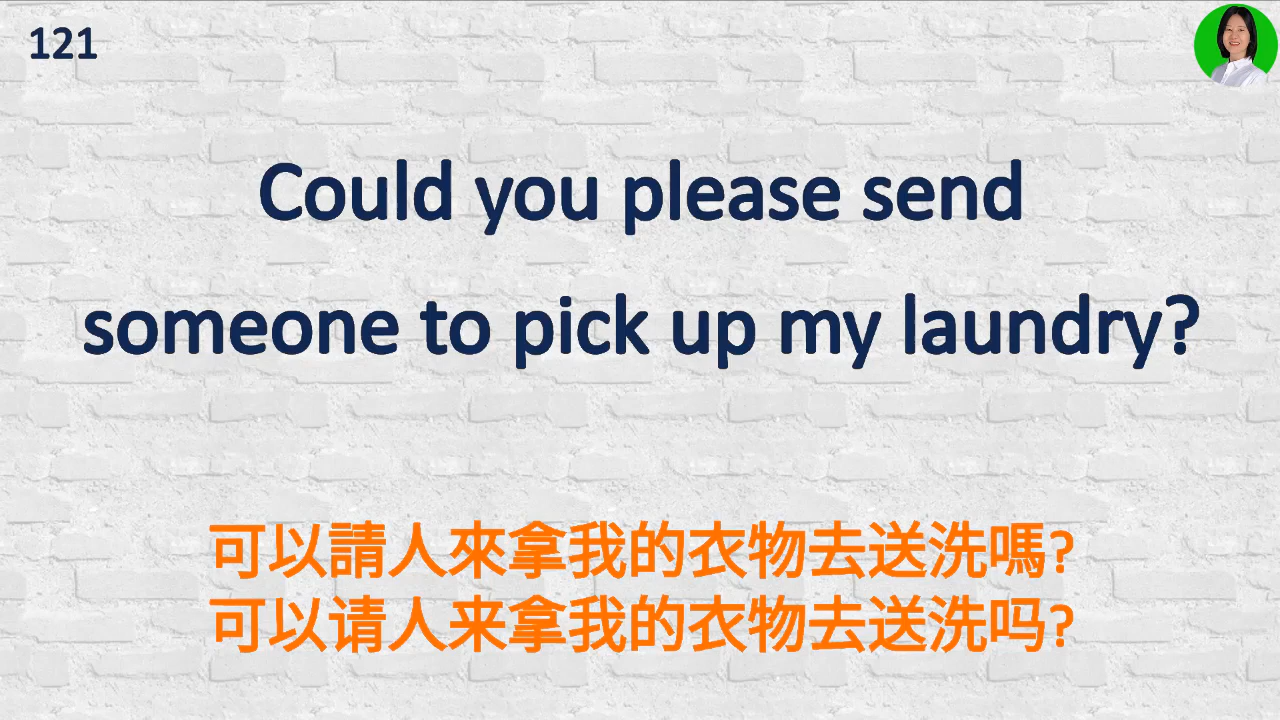 121
Could you please send
someone to pick up my laundry?
可以請人來拿我的衣物去送洗嗎?
可以请人来拿我的衣物去送洗吗?